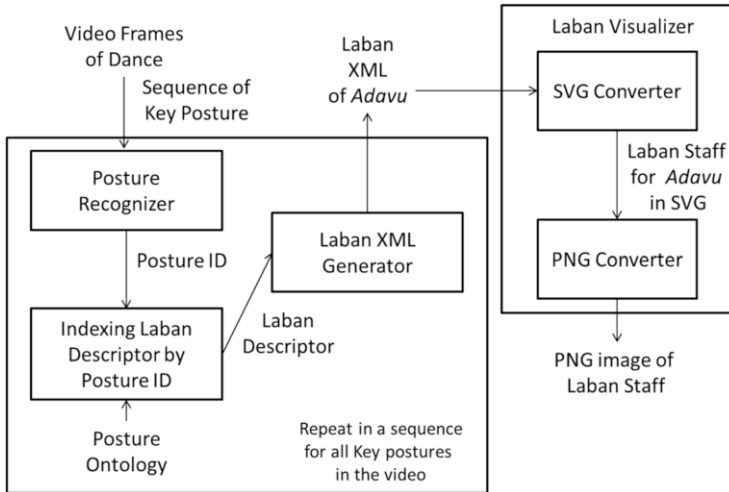 Video Frames
of Dance
Sequence of
Key Posture
Posture
Recognizer
Posture ID
Indexing Laban
Descriptor by
Posture ID
Posture
Ontology
Laban
Descriptor
Laban XML
Generator
Repeat in a sequence
for all Key postures
in the video
Laban
XML
of Adavu
Laban Visualizer
SVG Converter
Laban Staff
for Adavu
in SVG
PNG Converter
PNG image of
Laban Staff